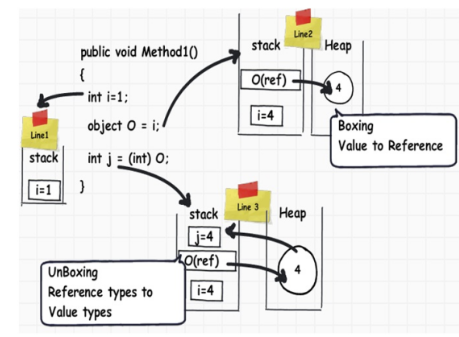 public void Method1()
{
int i=1;
object O = i;
int j = (int) O;
}
Line1
stack
i=1
Line2
stack
Heap
O(ref)
4
i=4
Boxing
Value to Reference
Line 3
stack
Heap
j=4
O(ref)
4
i=4
UnBoxing
Reference types to
Value types